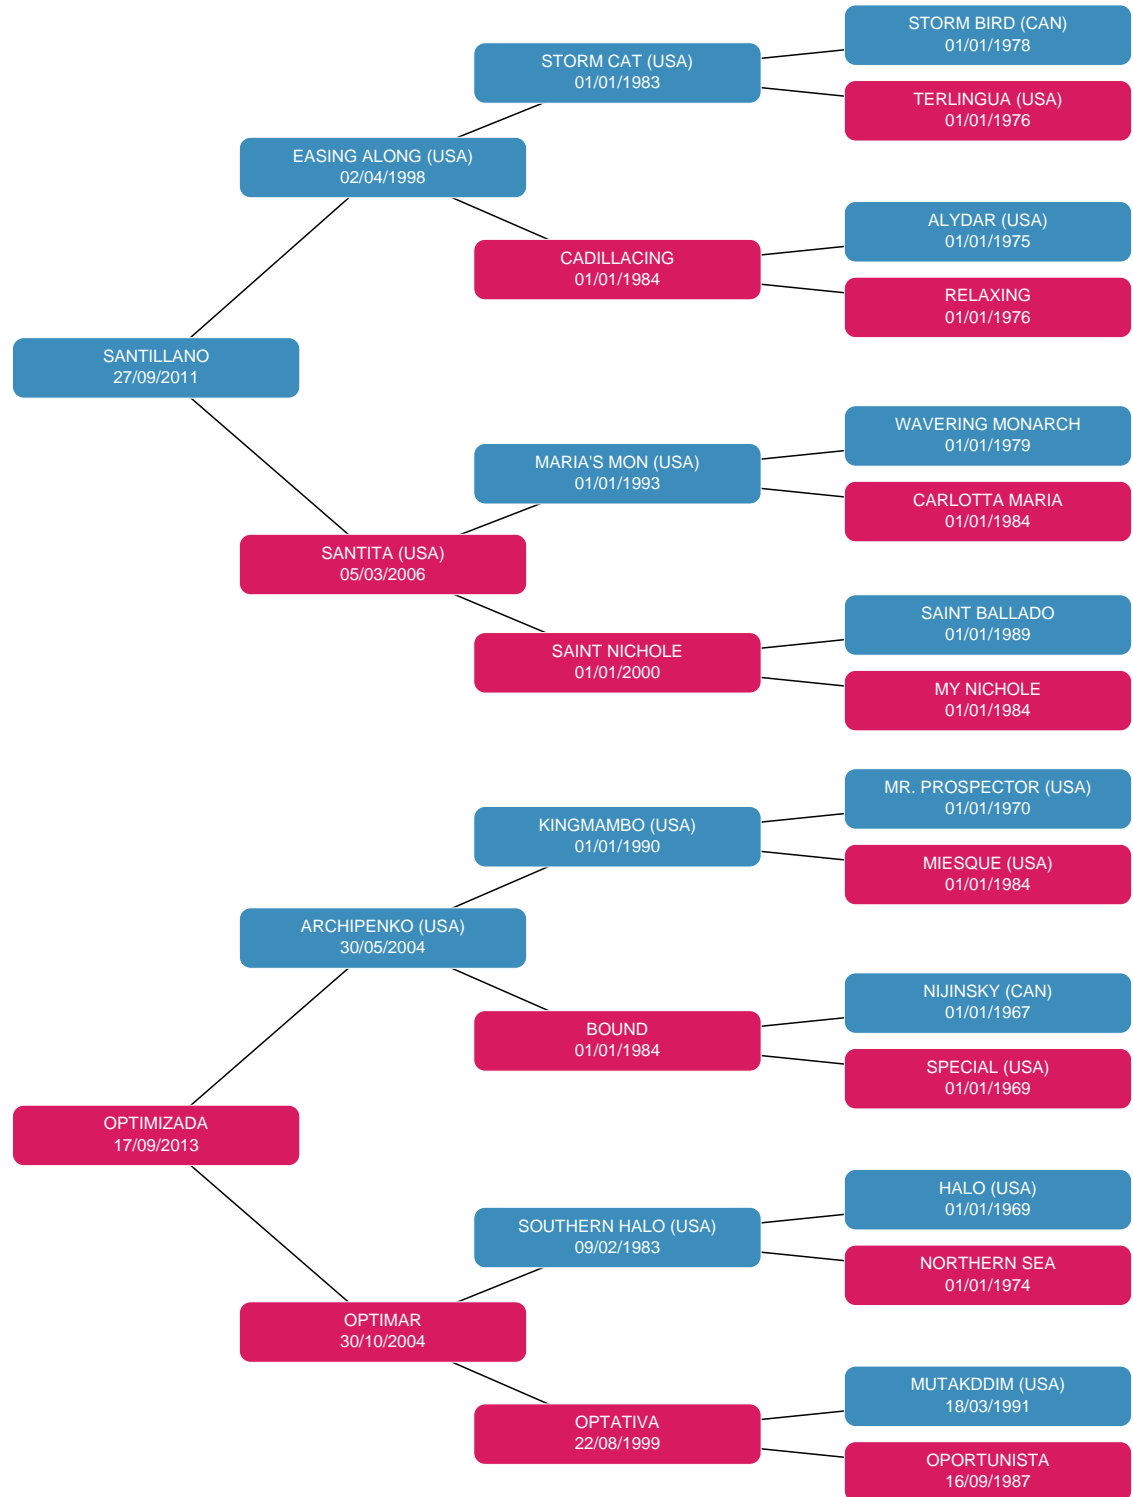 STORM BIRD (CAN)
01/01/1978
STORM CAT (USA)
01/01/1983
TERLINGUA (USA)
01/01/1976
EASING ALONG (USA)
02/04/1998
ALYDAR (USA)
01/01/1975
CADILLACING
01/01/1984
RELAXING
01/01/1976
SANTILLANO
27/09/2011
WAVERING MONARCH
01/01/1979
MARIA'S MON (USA)
01/01/1993
CARLOTTA MARIA
01/01/1984
SANTITA (USA)
05/03/2006
SAINT BALLADO
01/01/1989
SAINT NICHOLE
01/01/2000
MY NICHOLE
01/01/1984
MR. PROSPECTOR (USA)
01/01/1970
KINGMAMBO (USA)
01/01/1990
MIESQUE (USA)
01/01/1984
ARCHIPENKO (USA)
30/05/2004
NIJINSKY (CAN)
01/01/1967
BOUND
01/01/1984
SPECIAL (USA)
01/01/1969
OPTIMIZADA
17/09/2013
HALO (USA)
01/01/1969
SOUTHERN HALO (USA)
09/02/1983
NORTHERN SEA
01/01/1974
OPTIMAR
30/10/2004
MUTAKDDIM (USA)
18/03/1991
OPTATIVA
22/08/1999
OPORTUNISTA
16/09/1987